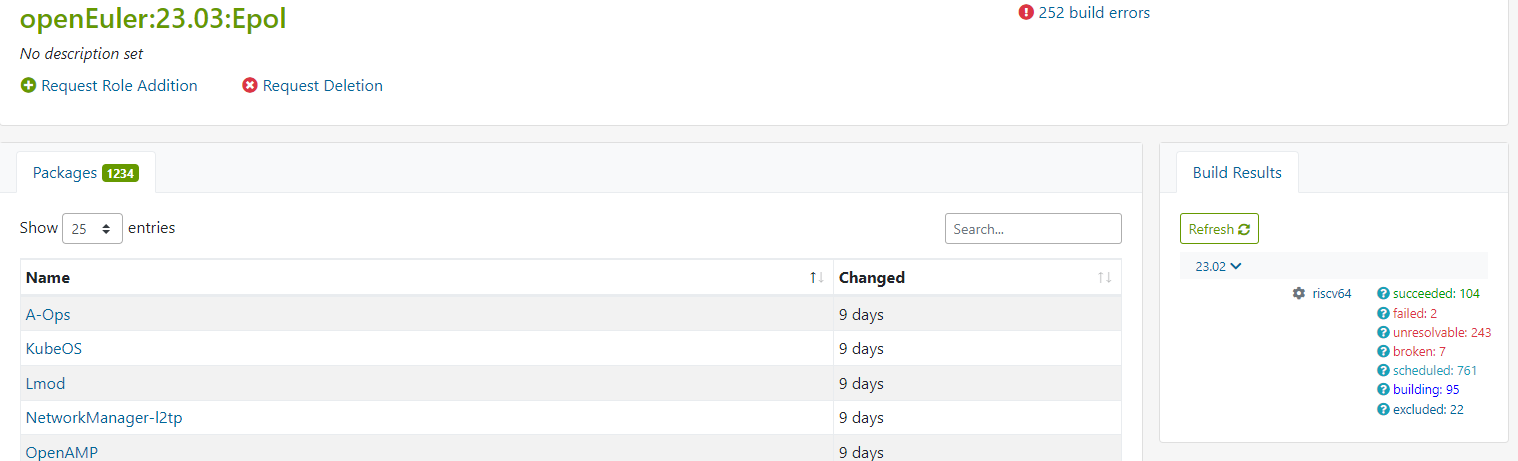 openEuler:23.03:Epol
252 build errors
No description set
Request Role Addition
Request Deletion
Packages 1234
Show 25 entries
Search...
Name
Changed
A-Ops
9 days
KubeOS
9 days
Lmod
9 days
NetworkManager-l2tp
9 days
OpenAMP
9 days
Build Results
Refresh
23.02
riscv64
succeeded: 104
failed: 2
unresolvable: 243
broken: 7
scheduled: 761
building: 95
excluded: 22